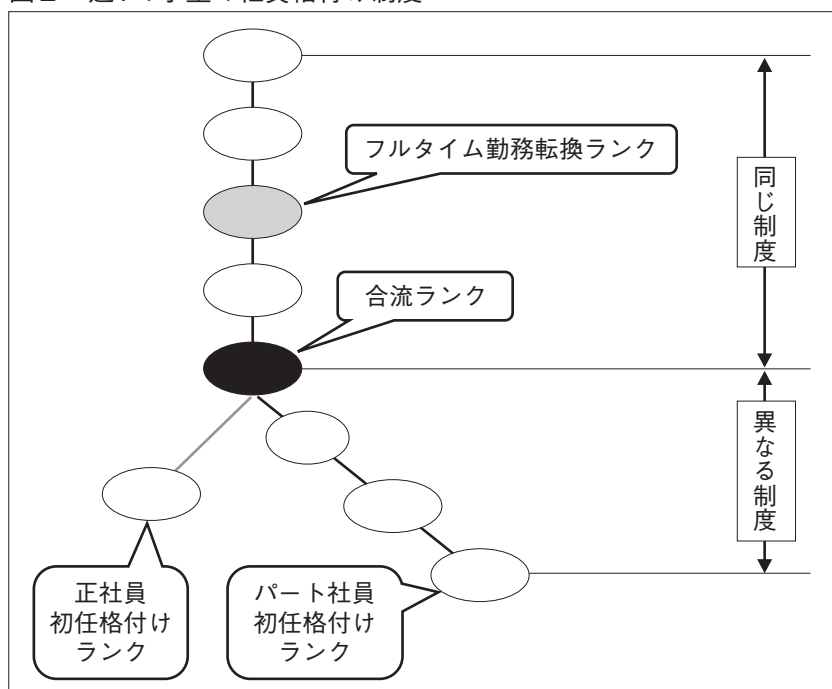 フルタイム勤務転換ランク
同じ制度
合流ランク
異なる制度
正社員
初任格付け
ランク
パート社員
初任格付け
ランク